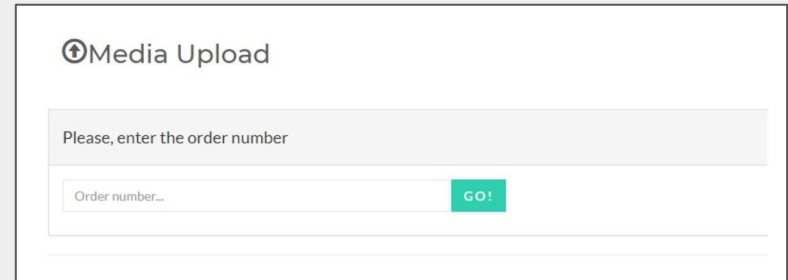 Media Upload
Please, enter the order number
Order number...
GO!